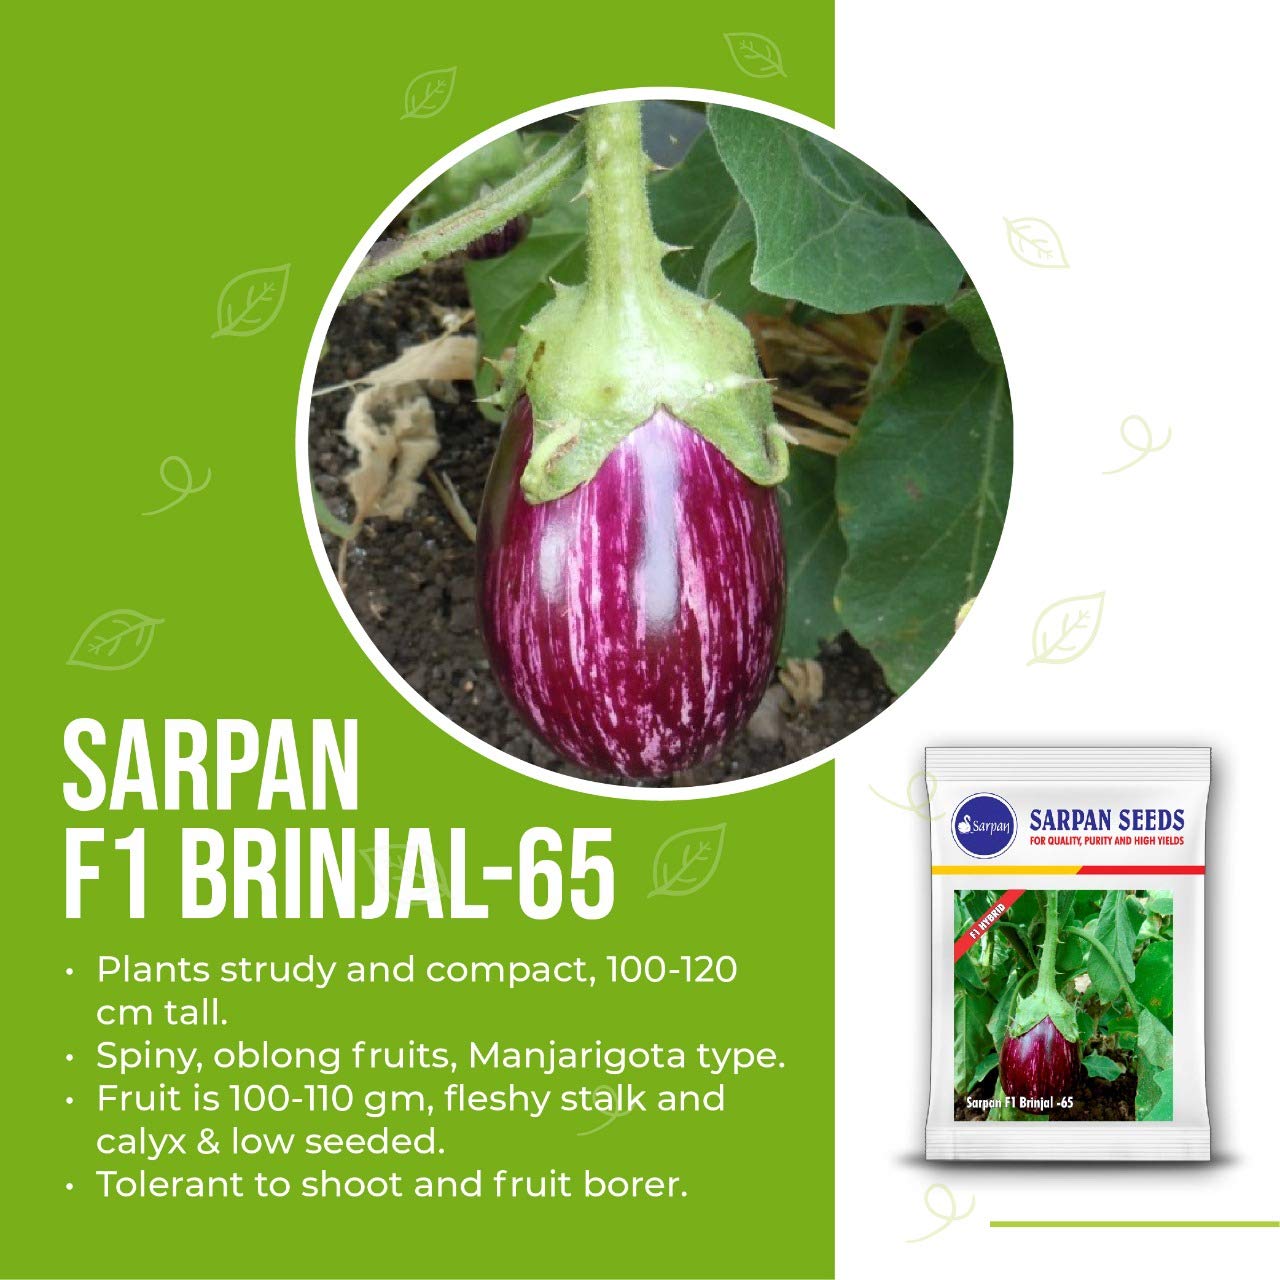 SARPAN
F1 BRINJAL-65
• Plants strudy and compact, 100-120
cm tall.
• Spiny, oblong fruits, Manjarigota type.
• Fruit is 100-110 gm, fleshy stalk and
calyx & low seeded.
• Tolerant to shoot and fruit borer.
Sarpan
SARPAN SEEDS
FOR QUALITY, PURITY AND HIGH YIELDS
F1 HYBRID
Sarpan F1 Brinjal -65